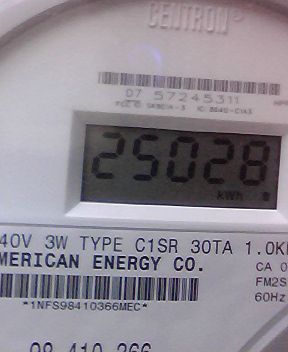 CENTRON®
07 57245311
25028
kWh
40V 3W TYPE C1SR 30TA 1.0K
MERICAN ENERGY CO.
CA 0
FM2S
*1NFS98410366MEC*
60Hz